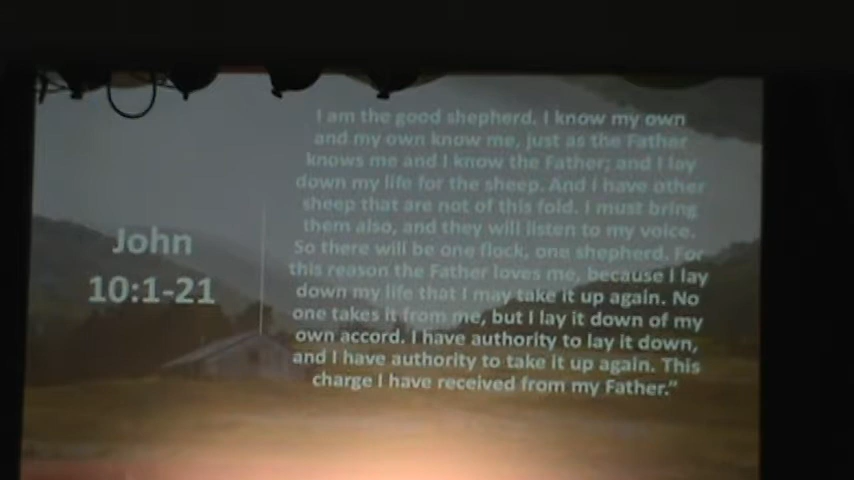 John
10:1-21
I am the good shepherd. I know my own
and my own know me, just as the Father
knows me and I know the Father; and I lay
down my life for the sheep. And I have other
sheep that are not of this fold. I must bring
them also, and they will listen to my voice.
So there will be one flock, one shepherd. For
this reason the Father loves me, because I lay
down my life that I may take it up again. No
one takes it from me, but I lay it down of my
own accord. I have authority to lay it down,
and I have authority to take it up again. This
charge I have received from my Father.”